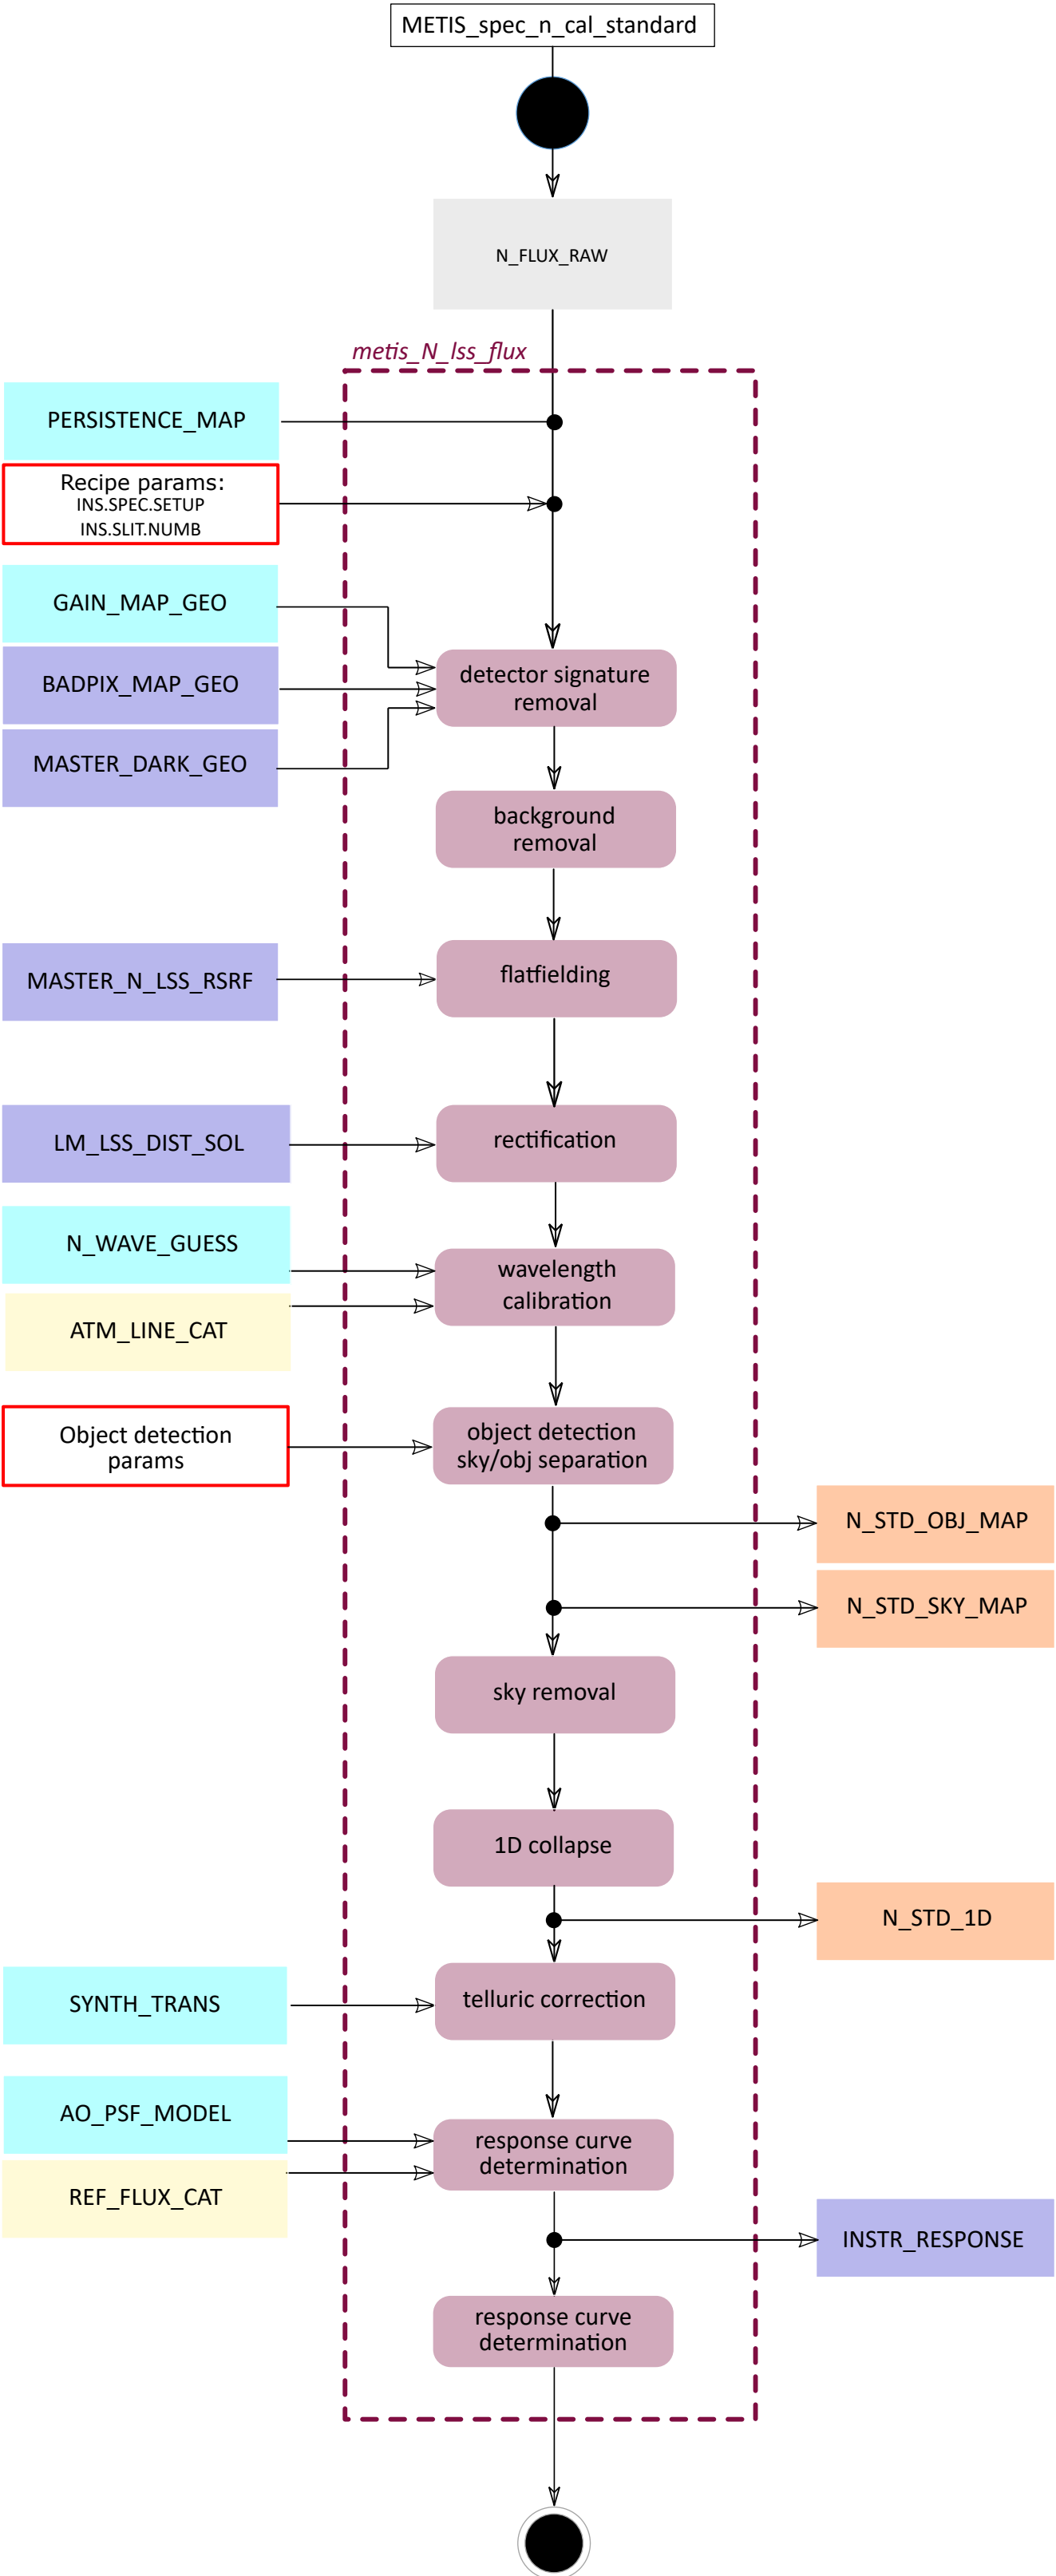 METIS_spec_n_cal_standard
N_FLUX_RAW
metis_N_lss_flux
PERSISTENCE_MAP
Recipe params:
INS.SPEC.SETUP
INS.SLIT.NUMB
GAIN_MAP_GEO
BADPIX_MAP_GEO
MASTER_DARK_GEO
detector signature
removal
background
removal
MASTER_N_LSS_RSRF
flatfielding
LM_LSS_DIST_SOL
rectification
N_WAVE_GUESS
ATM_LINE_CAT
wavelength
calibration
Object detection
params
object detection
sky/obj separation
N_STD_OBJ_MAP
N_STD_SKY_MAP
sky removal
1D collapse
N_STD_1D
SYNTH_TRANS
telluric correction
AO_PSF_MODEL
REF_FLUX_CAT
response curve
determination
INSTR_RESPONSE
response curve
determination